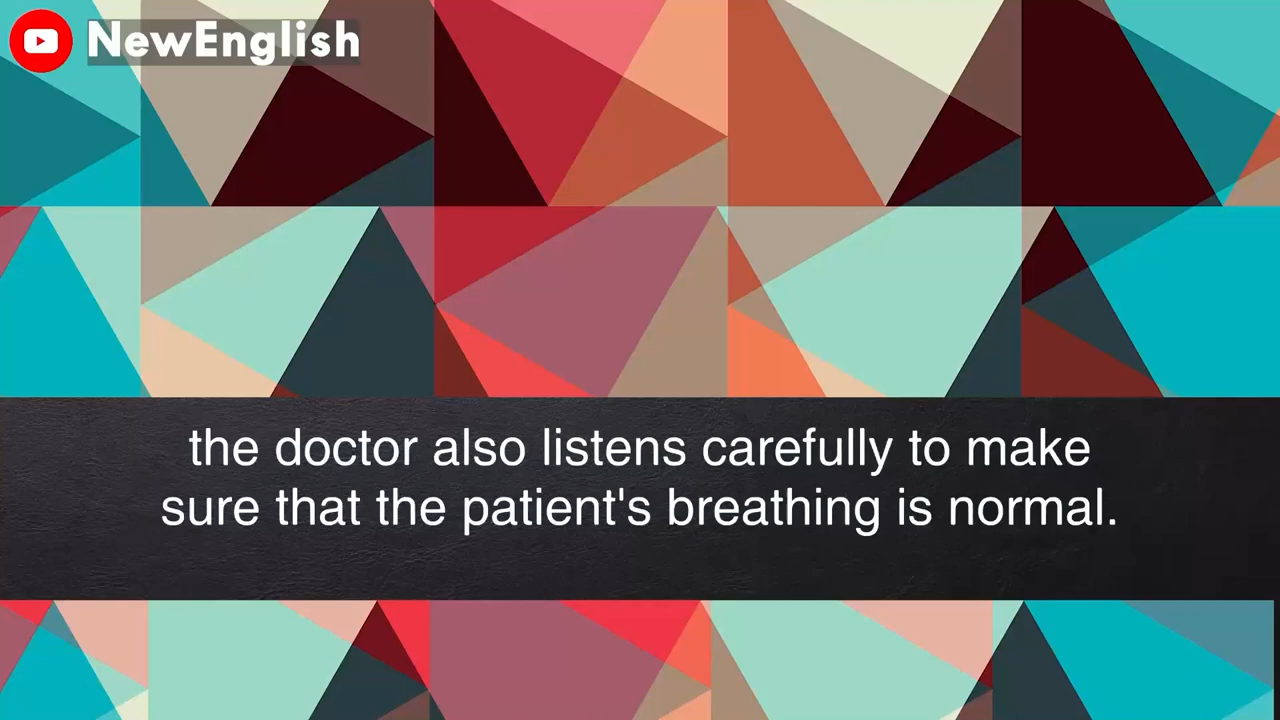 NewEnglish
the doctor also listens carefully to make
sure that the patient's breathing is normal.